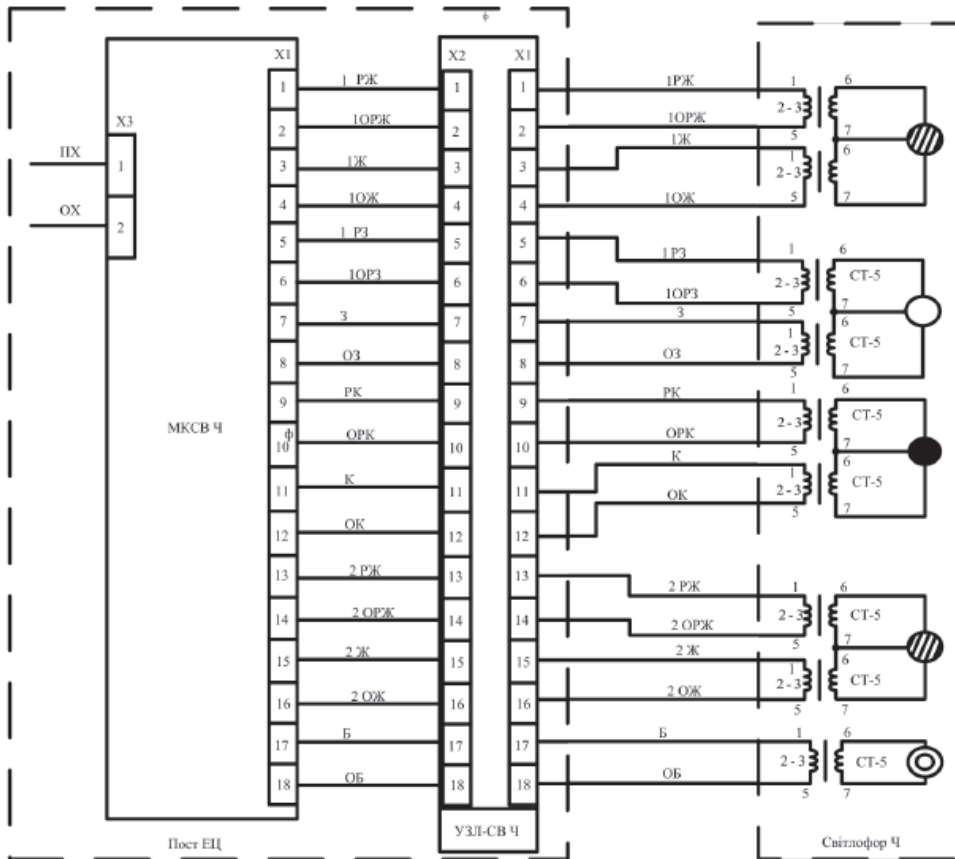 ф
X1 X2 X1
X3
1 РЖ 1РЖ
1ОРЖ 1ОРЖ
1Ж 1Ж
1ОЖ 1ОЖ
1 РЗ 1 РЗ
1ОРЗ 1ОРЗ
З З
ОЗ ОЗ
РК РК
ОРК ОРК
К К
ОК ОК
2 РЖ 2 РЖ
2 ОРЖ 2 ОРЖ
2 Ж 2 Ж
2 ОЖ 2 ОЖ
Б Б
ОБ ОБ
ПХ 1
ОХ 2
МКСВ Ч
ф
1 1 1
2 2 2
3 3 3
4 4 4
5 5 5
6 6 6
7 7 7
8 8 8
9 9 9
10 10 10
11 11 11
12 12 12
13 13 13
14 14 14
15 15 15
16 16 16
17 17 17
18 18 18
1 6
2 - 3
5 7
1 6
2 - 3
5 7
1 6
2 - 3 СТ-5
5 7
1 6
2 - 3 СТ-5
5 7
1 6
2 - 3 СТ-5
5 7
1 6
2 - 3 СТ-5
5 7
1 6
2 - 3 СТ-5
5 7
1 6
2 - 3 СТ-5
5 7
1 6
2 - 3 СТ-5
5 7
Пост ЕЦ
УЗЛ-СВ Ч
Світлофор Ч